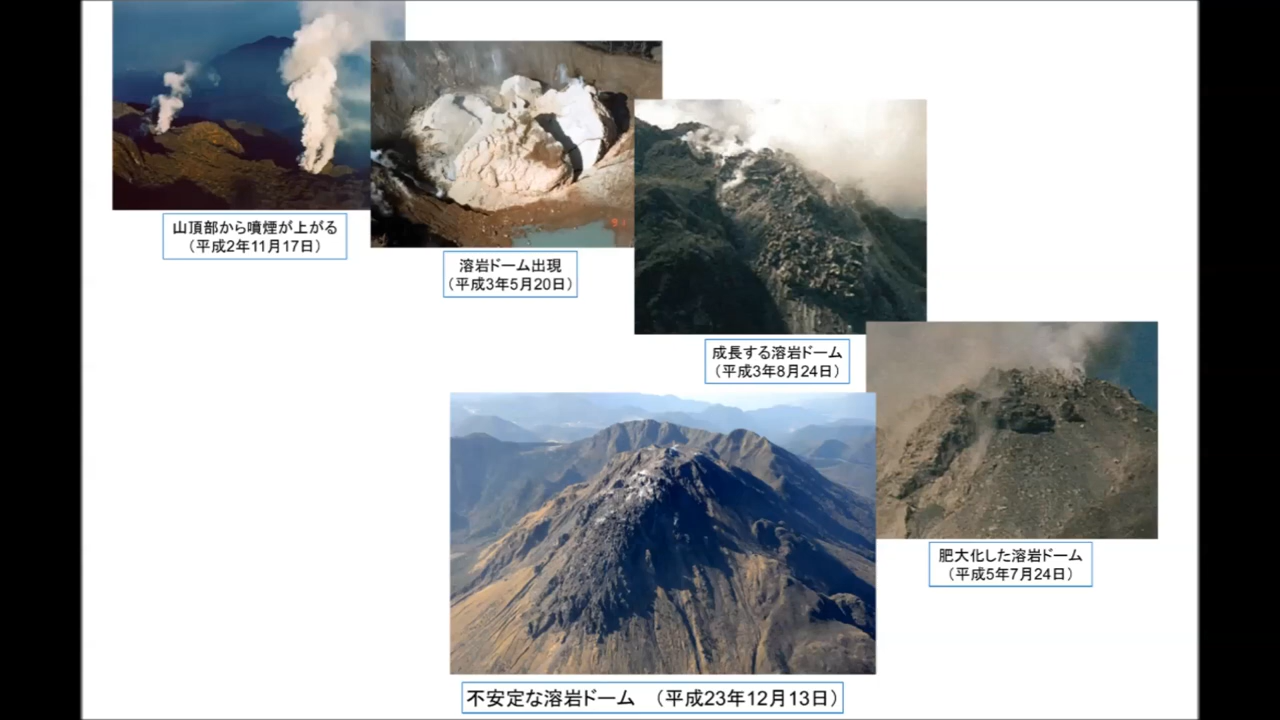 山頂部から噴煙が上がる
（平成2年11月17日）
溶岩ドーム出現
（平成3年5月20日）
成長する溶岩ドーム
（平成3年8月24日）
肥大化した溶岩ドーム
（平成5年7月24日）
不安定な溶岩ドーム　（平成23年12月13日）